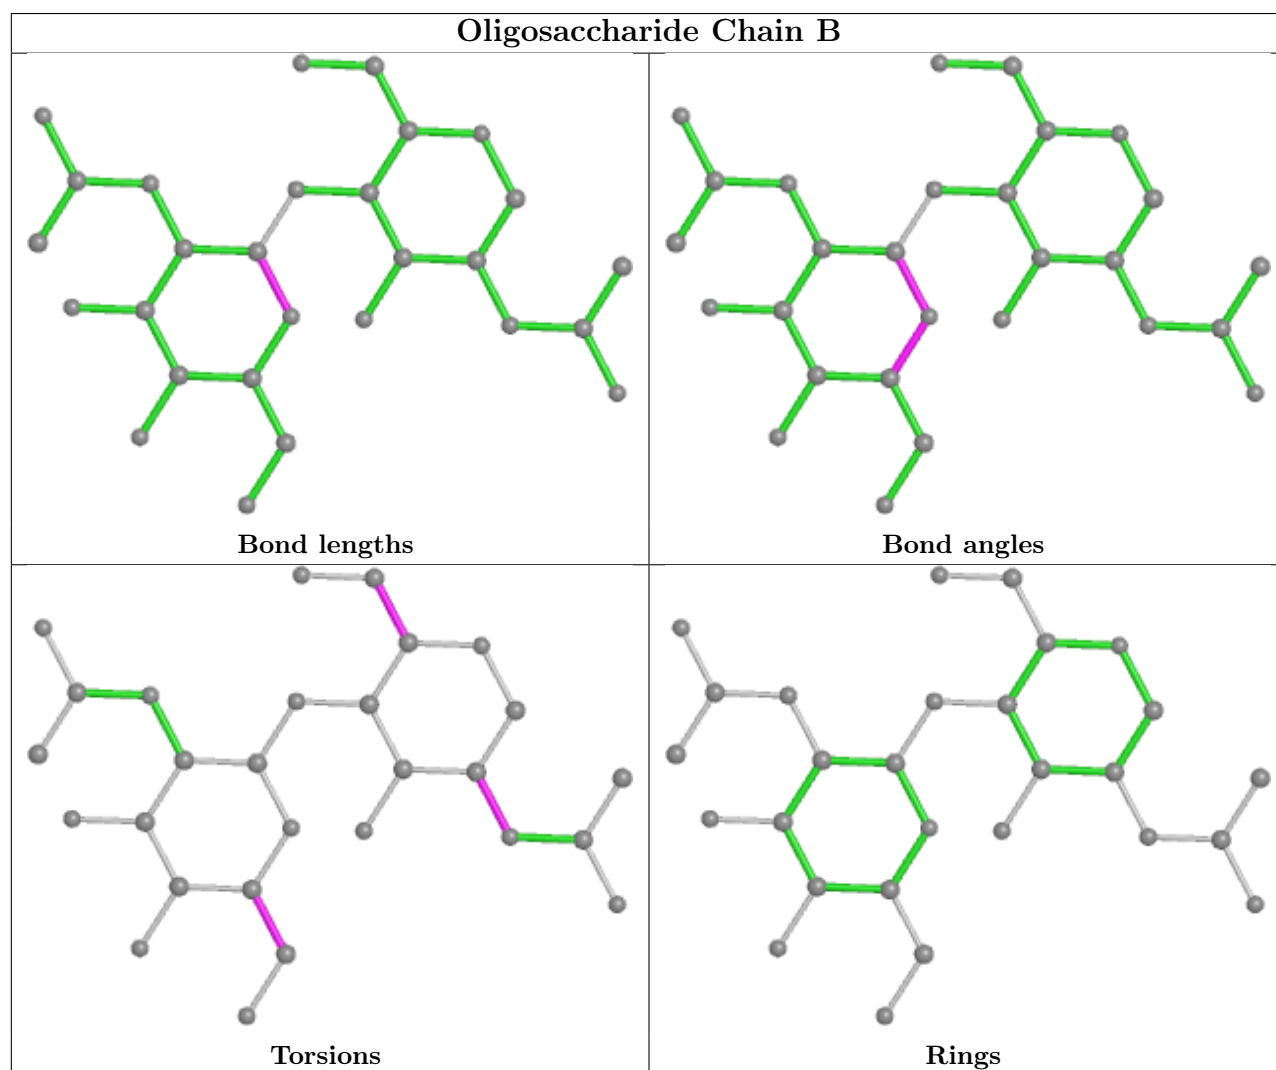 Oligosaccharide Chain B
Bond lengths
Bond angles
Torsions
Rings